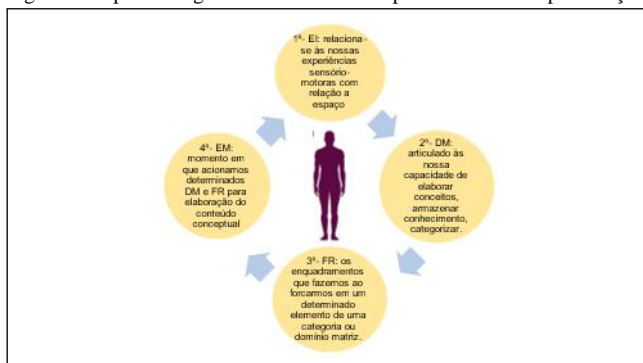 1º- EI: relaciona-
se às nossas
experiências
sensório-
motoras com
relação a
espaço
2º- DM:
articulado às
nossa
capacidade de
elaborar
conceitos,
armazenar
conhecimento,
categorizar.
3º- FR: os
enquadramentos
que fazemos ao
forcarmos em um
determinado
elemento de uma
categoria ou
domínio matriz.
4º- EM:
momento em
que acionamos
determinados
DM e FR para
elaboração do
conteúdo
conceptual